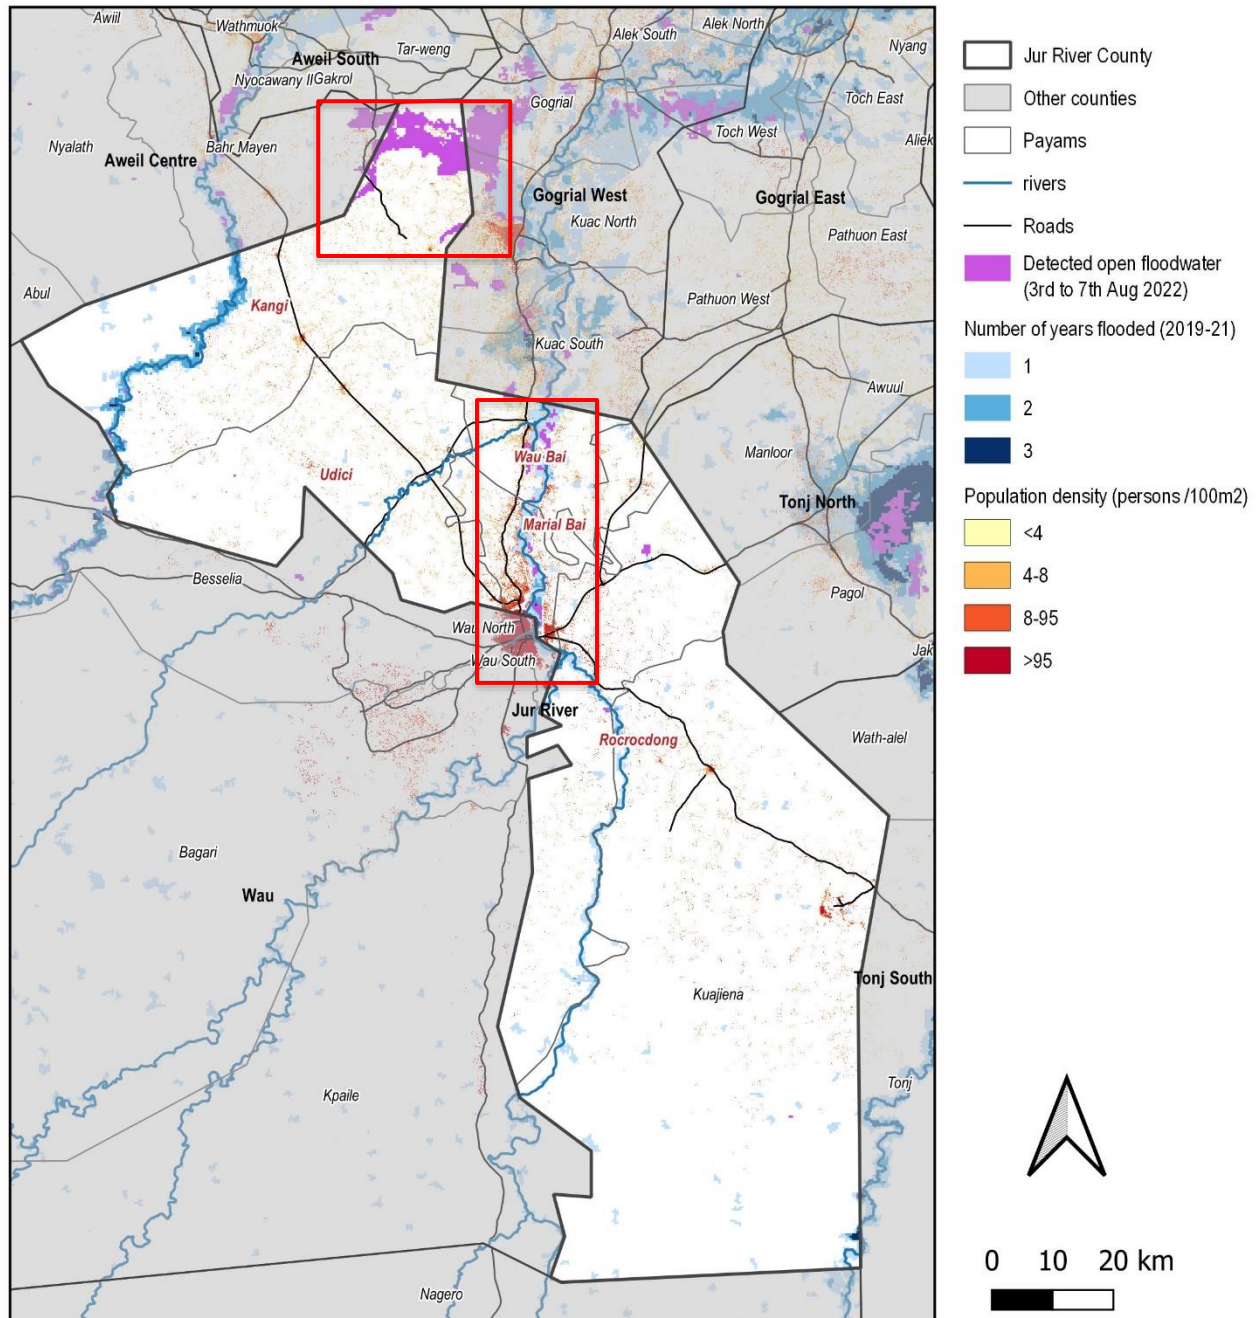 Awiil
Wathmuok
Alek South
Alek North
Nyang
Aweil South
Tar-weng
Nyocawany II
Gakrol
Gogrial
Toch East
Toch West
Aliek
Nyalath
Bahr Mayen
Aweil Centre
Gogrial West
Gogrial East
Kuac North
Pathuon East
Abul
Kangi
Pathuon West
Kuac South
Awuul
Wau Bai
Manloor
Udici
Tonj North
Marial Bai
Besselia
Pagol
Wau North
Wau South
Jak
Jur River
Rocrocdong
Wath-alel
Bagari
Wau
Tonj South
Kuajiena
Kpaile
Tonj
Nagero
Jur River County
Other counties
Payams
rivers
Roads
Detected open floodwater
(3rd to 7th Aug 2022)
Number of years flooded (2019-21)
1
2
3
Population density (persons /100m2)
<4
4-8
8-95
>95
0 10 20 km